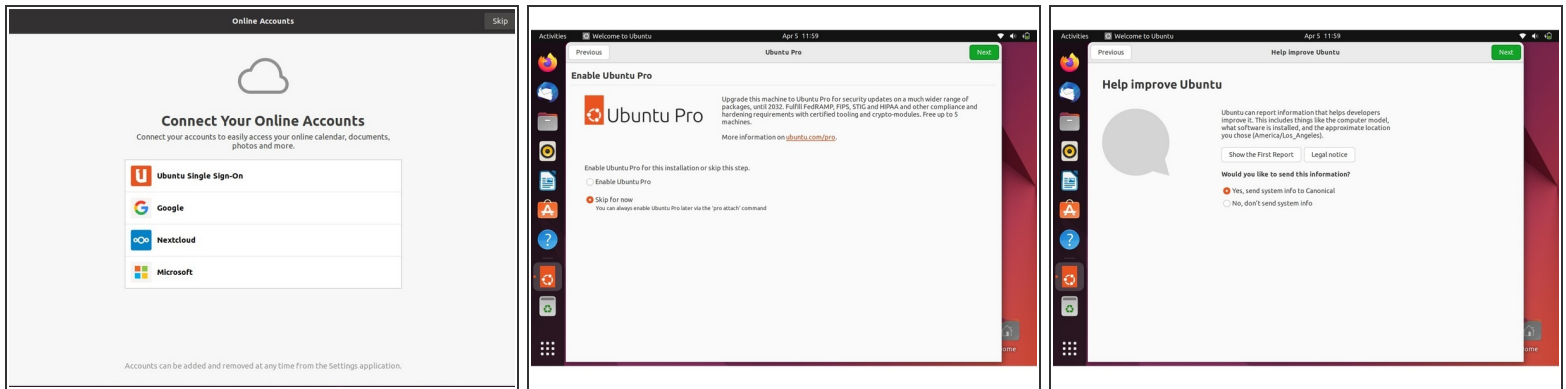 Online Accounts
Skip
Connect Your Online Accounts
Connect your accounts to easily access your online calendar, documents,
photos and more.
Ubuntu Single Sign-On
Google
Nextcloud
Microsoft
Accounts can be added and removed at any time from the Settings application.
Activities
Welcome to Ubuntu
Apr 5 11:59
Previous
Ubuntu Pro
Next
Enable Ubuntu Pro
Ubuntu Pro
Upgrade this machine to Ubuntu Pro for security updates on a much wider range of
packages, until 2032. Fulfill FedRAMP, FIPS, STIG and HIPAA and other compliance and
hardening requirements with certified tooling and crypto-modules. Free up to 5
machines.
More information on ubuntu.com/pro.
Enable Ubuntu Pro for this installation or skip this step.
Enable Ubuntu Pro
Skip for now
You can always enable Ubuntu Pro later via the 'pro attach' command
ome
Activities
Welcome to Ubuntu
Apr 5 11:59
Previous
Help improve Ubuntu
Next
Help improve Ubuntu
Ubuntu can report information that helps developers
improve it. This includes things like the computer model,
what software is installed, and the approximate location
you chose (America/Los_Angeles).
Show the First Report
Legal notice
Would you like to send this information?
Yes, send system info to Canonical
No, don't send system info
ome